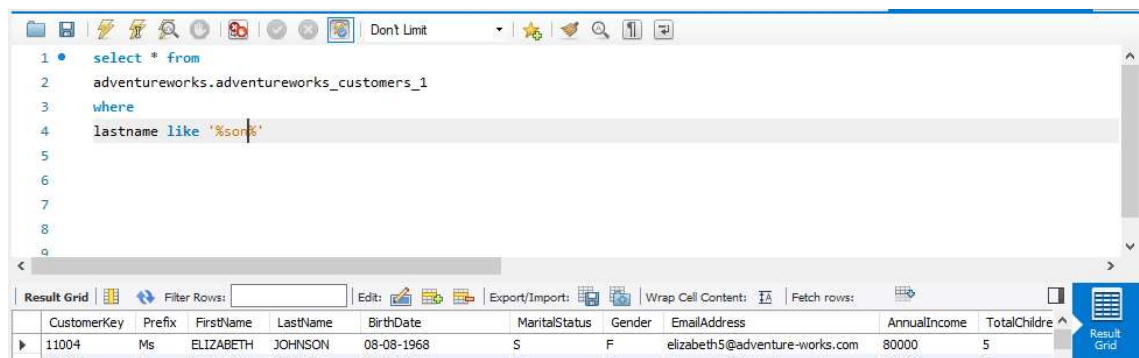 Don't Limit
1 select * from
2 adventureworks.adventureworks_customers_1
3 where
4 lastname like '%son%'
5
6
7
8
9
Result Grid Filter Rows: Edit: Export/Import: Wrap Cell Content: Fetch rows:
CustomerKey Prefix FirstName LastName BirthDate MaritalStatus Gender EmailAddress AnnualIncome TotalChildre
11004 Ms ELIZABETH JOHNSON 08-08-1968 S F elizabeth5@adventure-works.com 80000 5
Result
Grid